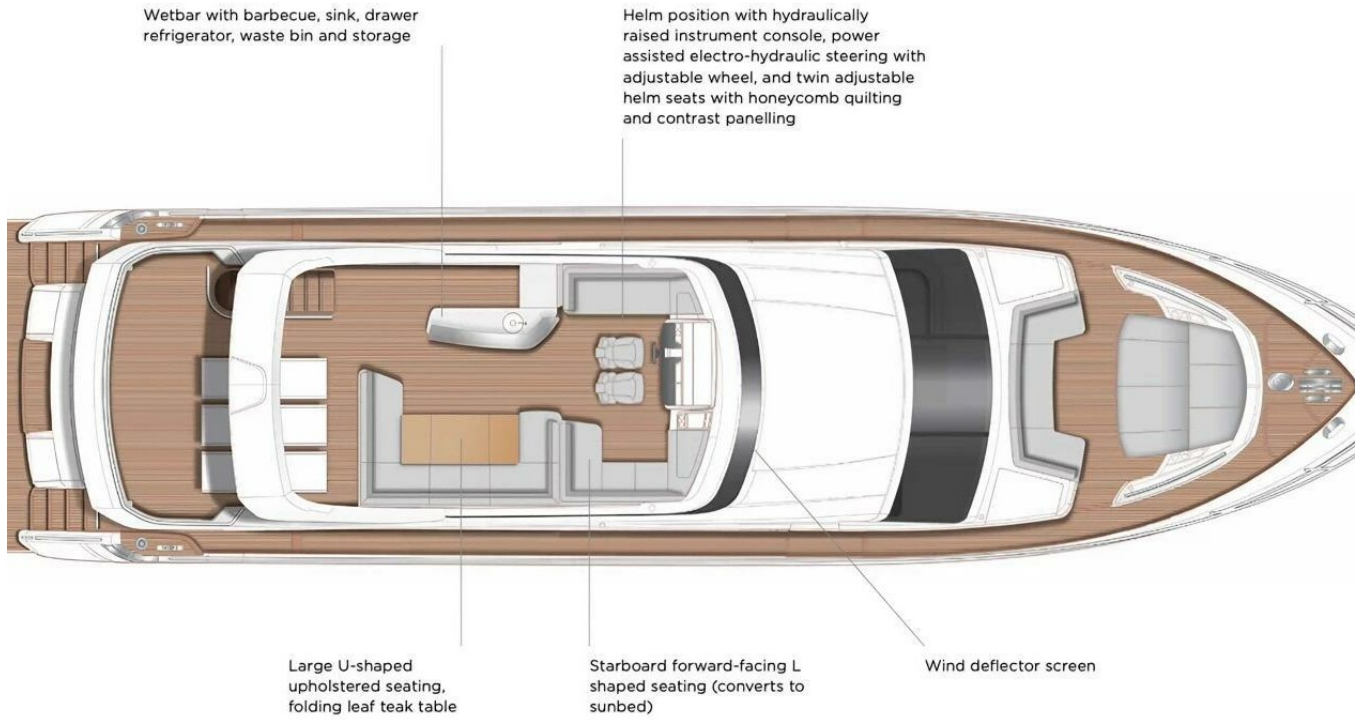 Wetbar with barbecue, sink, drawer
refrigerator, waste bin and storage
Helm position with hydraulically
raised instrument console, power
assisted electro-hydraulic steering with
adjustable wheel, and twin adjustable
helm seats with honeycomb quilting
and contrast panelling
Large U-shaped
upholstered seating,
folding leaf teak table
Starboard forward-facing L
shaped seating (converts to
sunbed)
Wind deflector screen